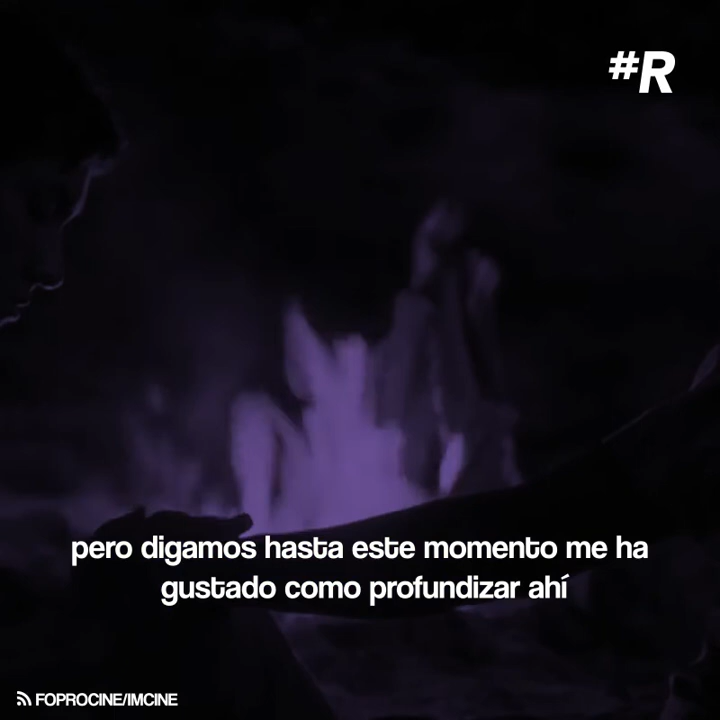 #R
pero digamos hasta este momento me ha
gustado como profundizar ahí
FOPROCINE/IMCINE